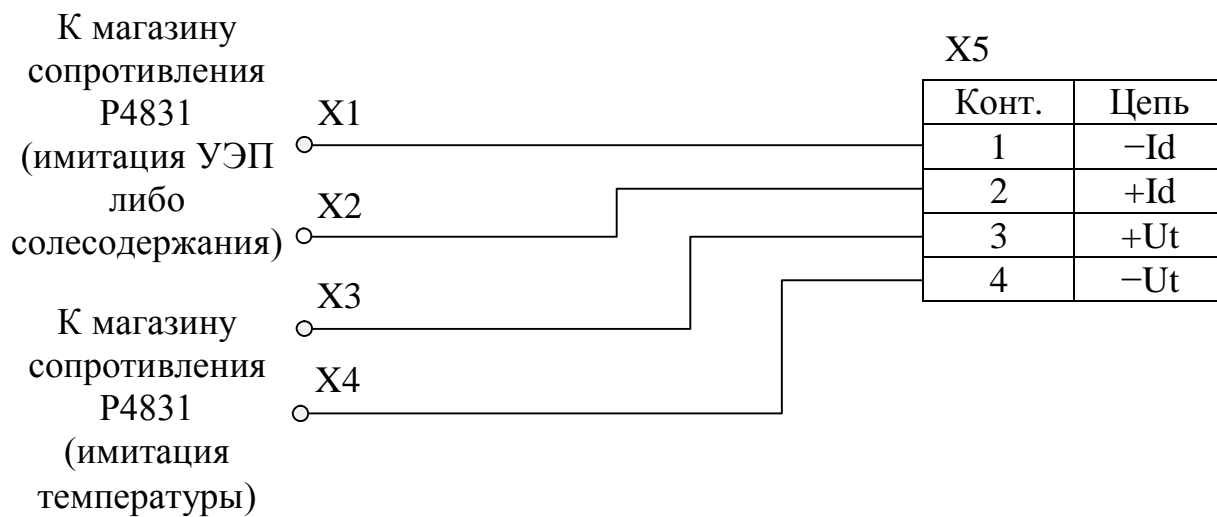 К магазину
сопротивления
Р4831
(имитация УЭП
либо
солесодержания)
X1
X2
К магазину
сопротивления
Р4831
(имитация
температуры)
X3
X4
X5
Конт. Цепь
1 −Id
2 +Id
3 +Ut
4 −Ut